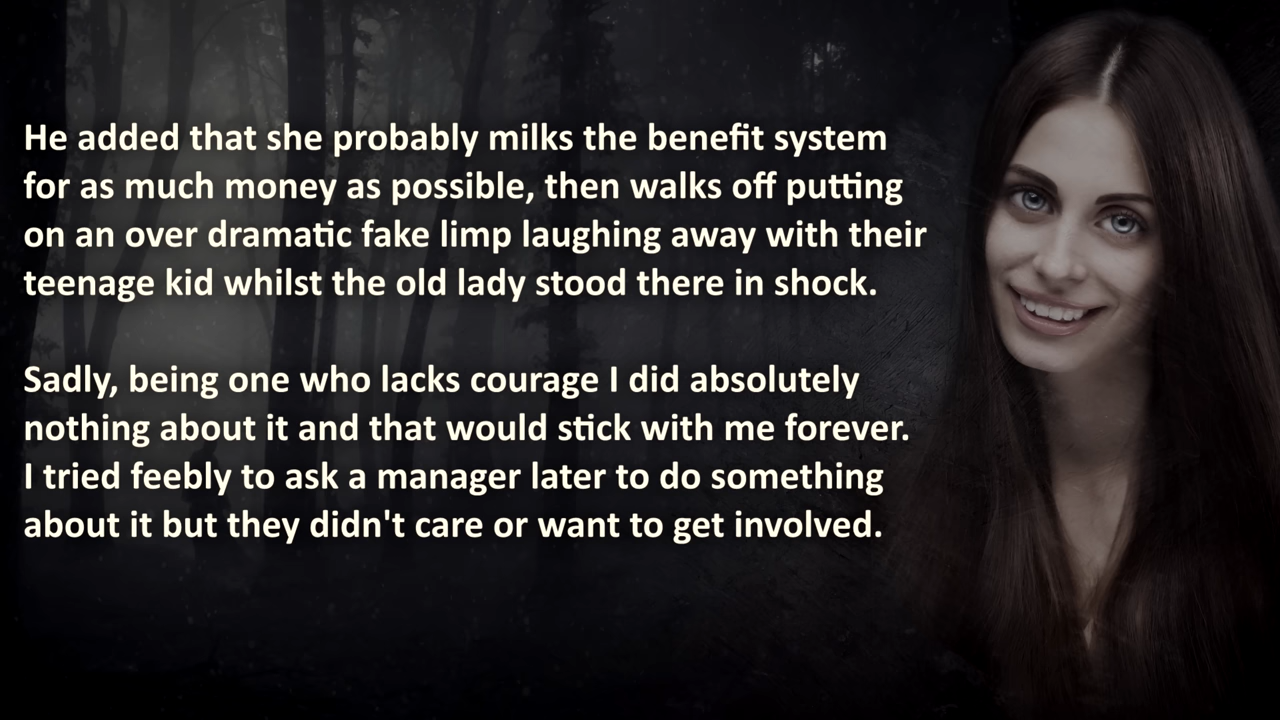 He added that she probably milks the benefit system
for as much money as possible, then walks off putting
on an over dramatic fake limp laughing away with their
teenage kid whilst the old lady stood there in shock.
Sadly, being one who lacks courage I did absolutely
nothing about it and that would stick with me forever.
I tried feebly to ask a manager later to do something
about it but they didn't care or want to get involved.